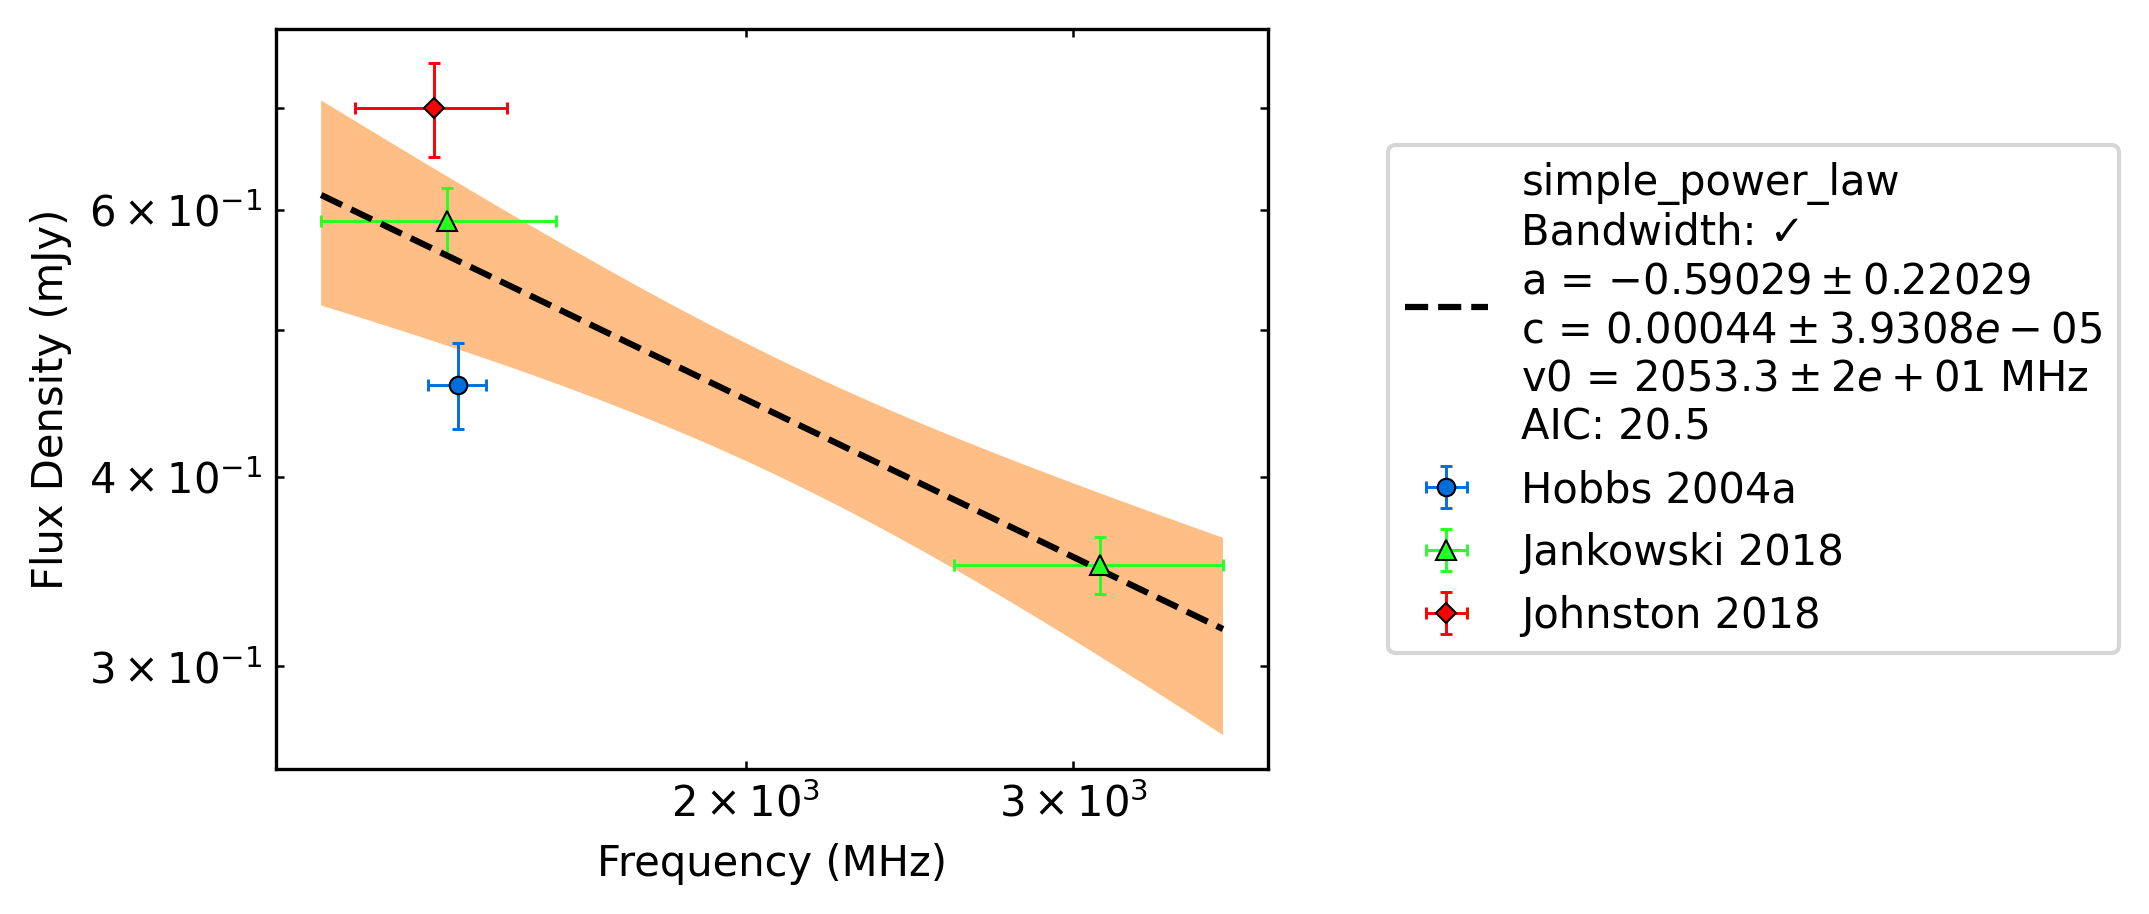 Flux Density (mJy)
6 × 10⁻¹
4 × 10⁻¹
3 × 10⁻¹
2 × 10³
3 × 10³
Frequency (MHz)
simple_power_law
Bandwidth: ✓
a = −0.59029 ± 0.22029
c = 0.00044 ± 3.9308e − 05
v0 = 2053.3 ± 2e + 01 MHz
AIC: 20.5
Hobbs 2004a
Jankowski 2018
Johnston 2018